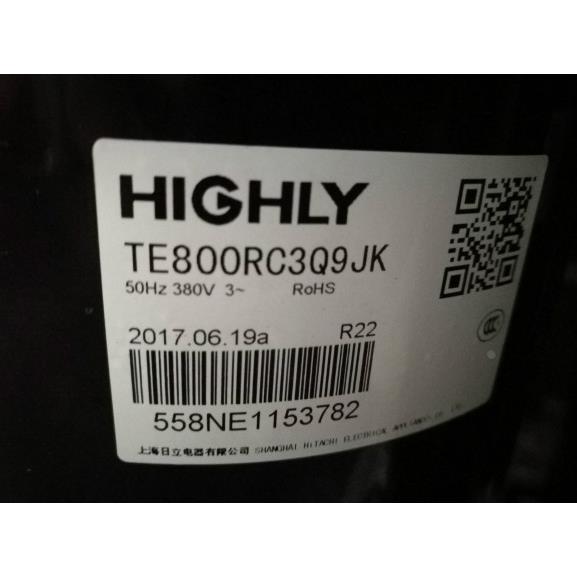 HIGHLY
TE800RC3Q9JK
50Hz 380V 3~ RoHS
2017.06.19a R22
558NE1153782
上海日立电器有限公司 SHANGHAI HITACHI ELECTRICAL APPLIANCES CO.,LTD.